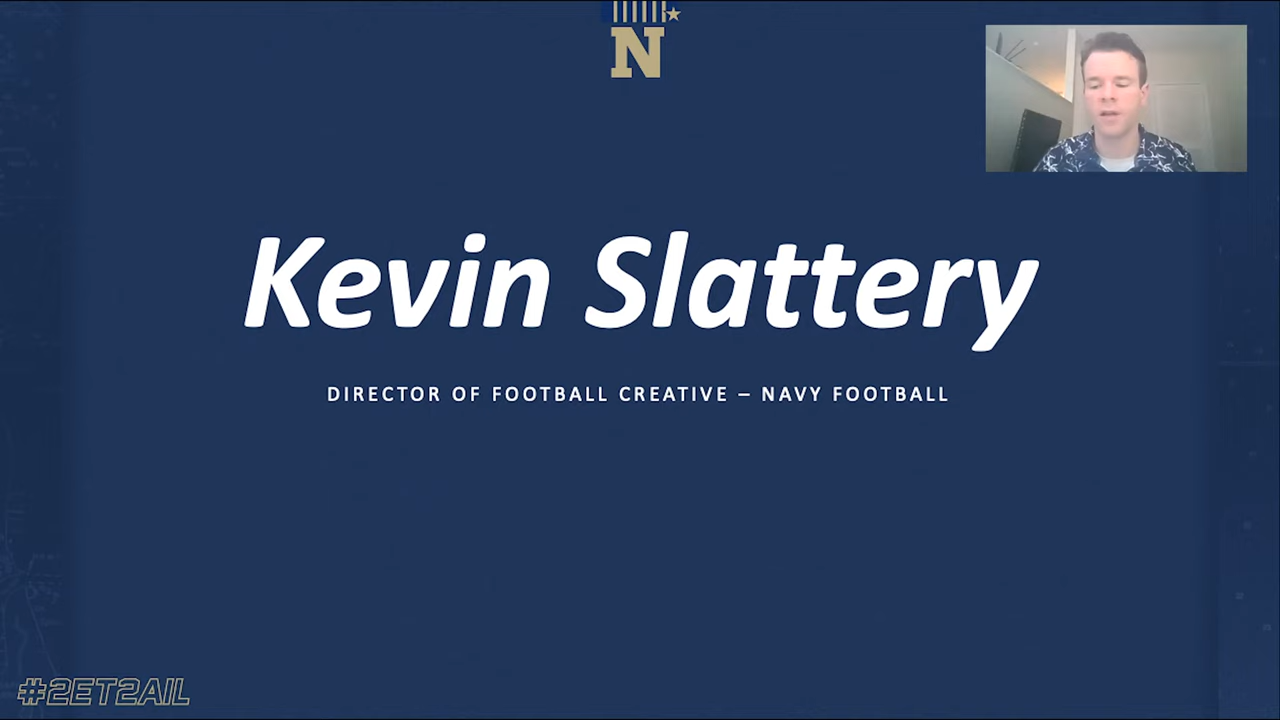 N
Kevin Slattery
DIRECTOR OF FOOTBALL CREATIVE – NAVY FOOTBALL
#2ET2AIL